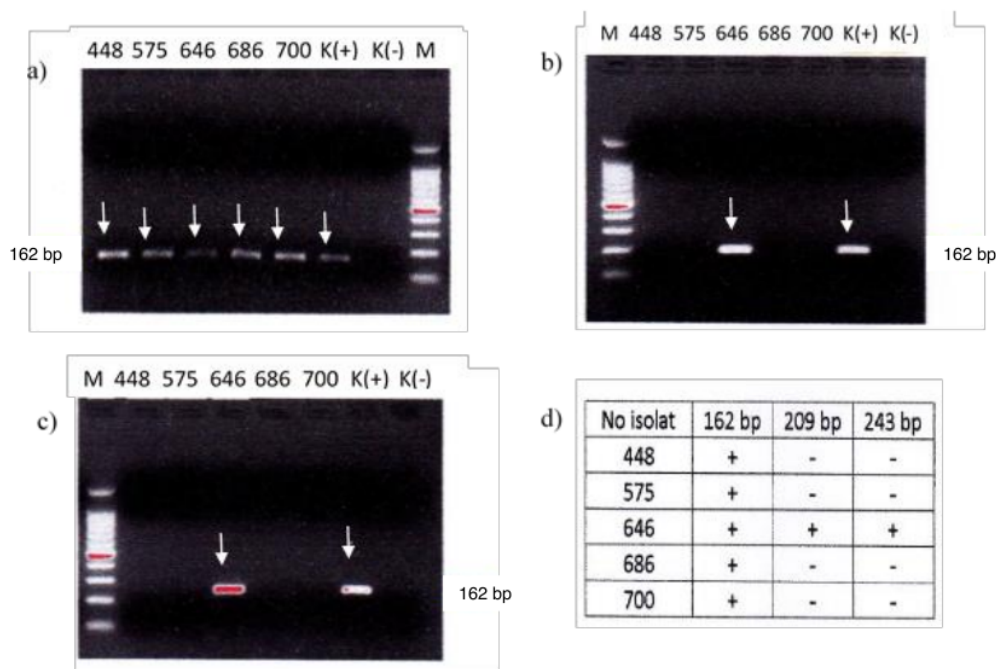 448 575 646 686 700 K(+) K(-) M
a)
162 bp
M 448 575 646 686 700 K(+) K(-)
b)
162 bp
M 448 575 646 686 700 K(+) K(-)
c)
162 bp
d)
No isolat 162 bp 209 bp 243 bp
448 + - -
575 + - -
646 + + +
686 + - -
700 + - -